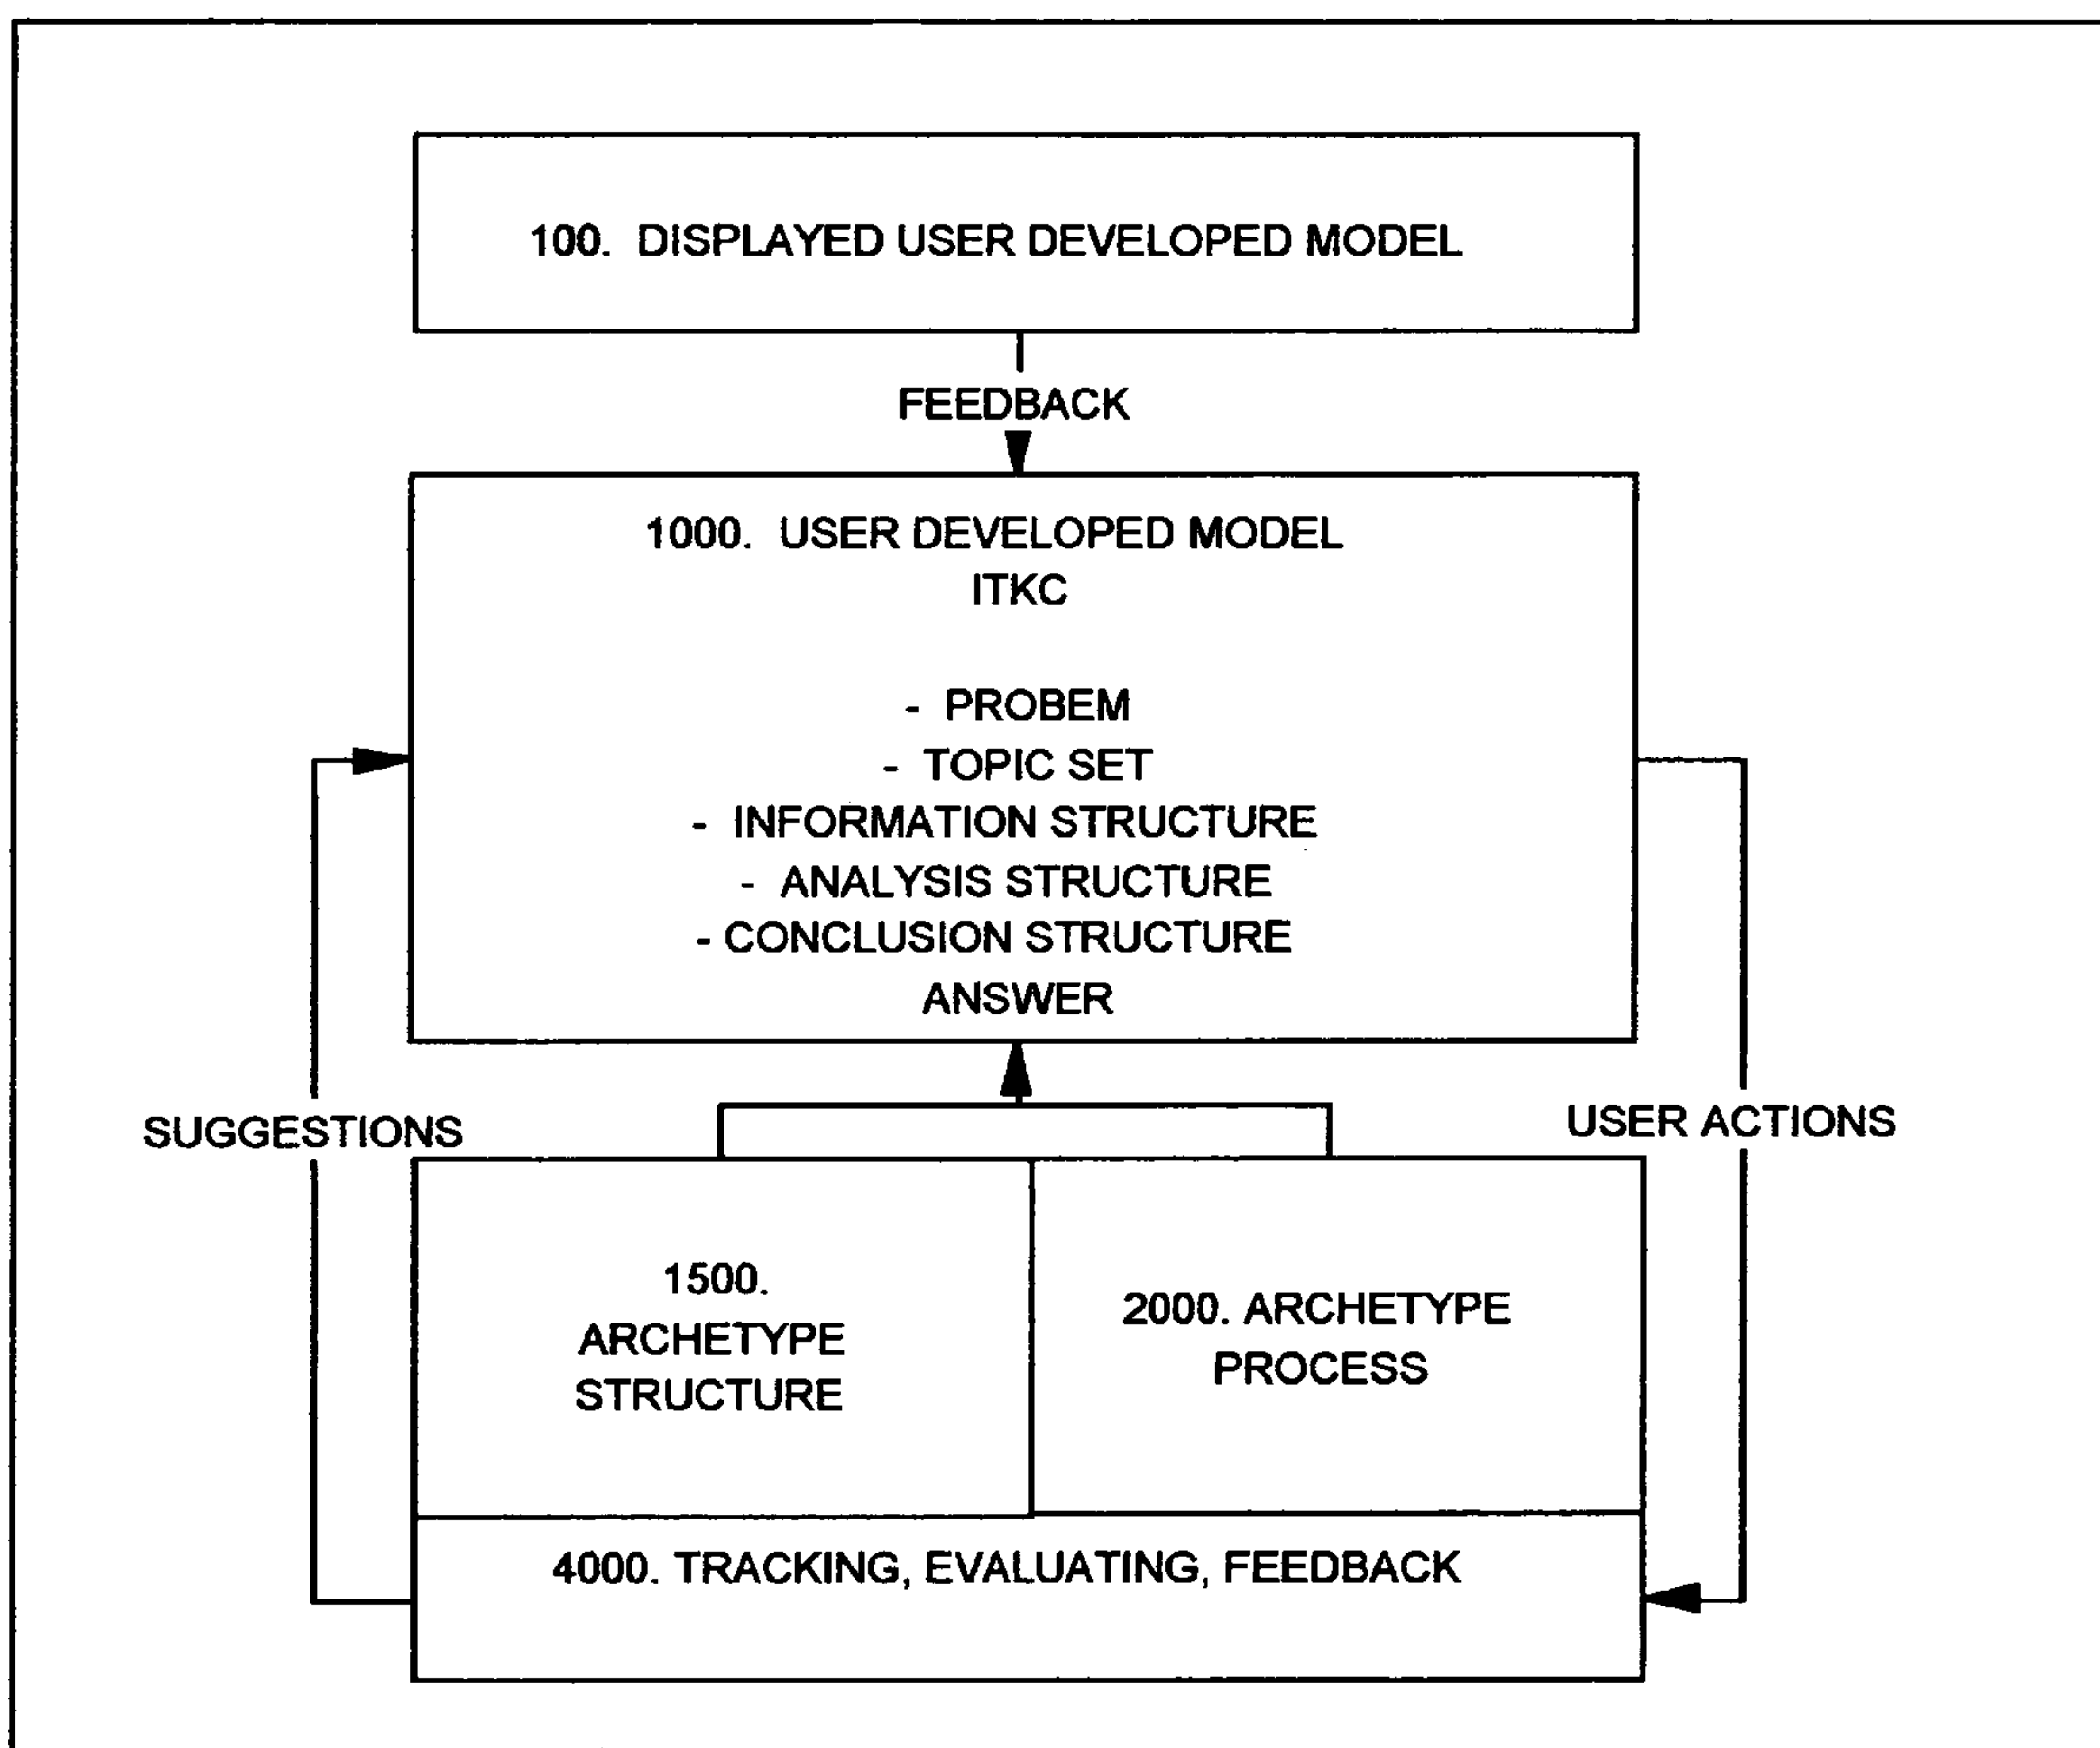 100. DISPLAYED USER DEVELOPED MODEL
FEEDBACK
1000. USER DEVELOPED MODEL
ITKC
- PROBEM
- TOPIC SET
- INFORMATION STRUCTURE
- ANALYSIS STRUCTURE
- CONCLUSION STRUCTURE
ANSWER
SUGGESTIONS
USER ACTIONS
1500.
ARCHETYPE
STRUCTURE
2000. ARCHETYPE
PROCESS
4000. TRACKING, EVALUATING, FEEDBACK